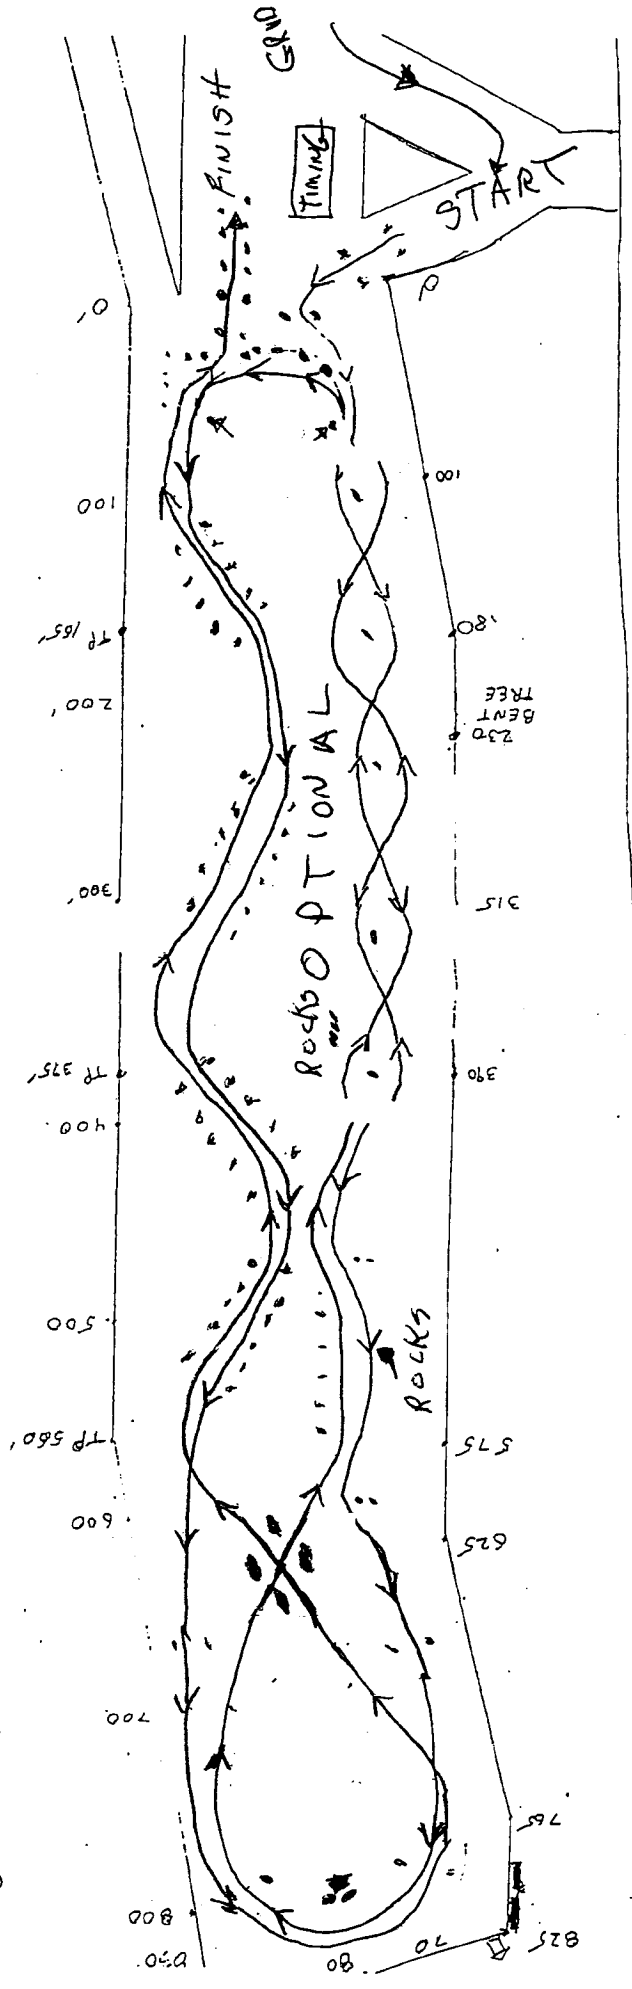 GRID
FINISH
TIMING
START
0'
0
100
100
TP 165'
180
200'
BENT
TREE
230
OPTIONAL
300'
315
ROCKS
TP 375'
390
400
500
ROCKS
TP 560'
575
600
625
700
765
800
80
70
825